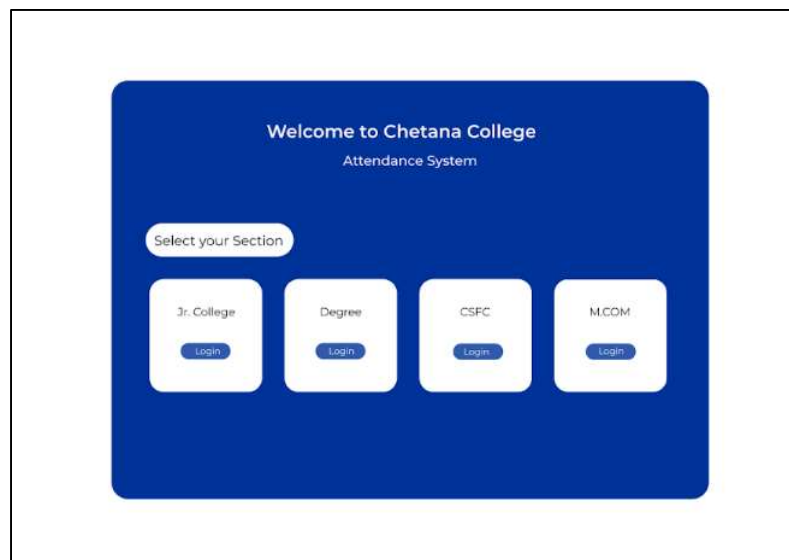 Welcome to Chetana College
Attendance System
Select your Section
Jr. College
Degree
CSFC
M.COM
Login
Login
Login
Login